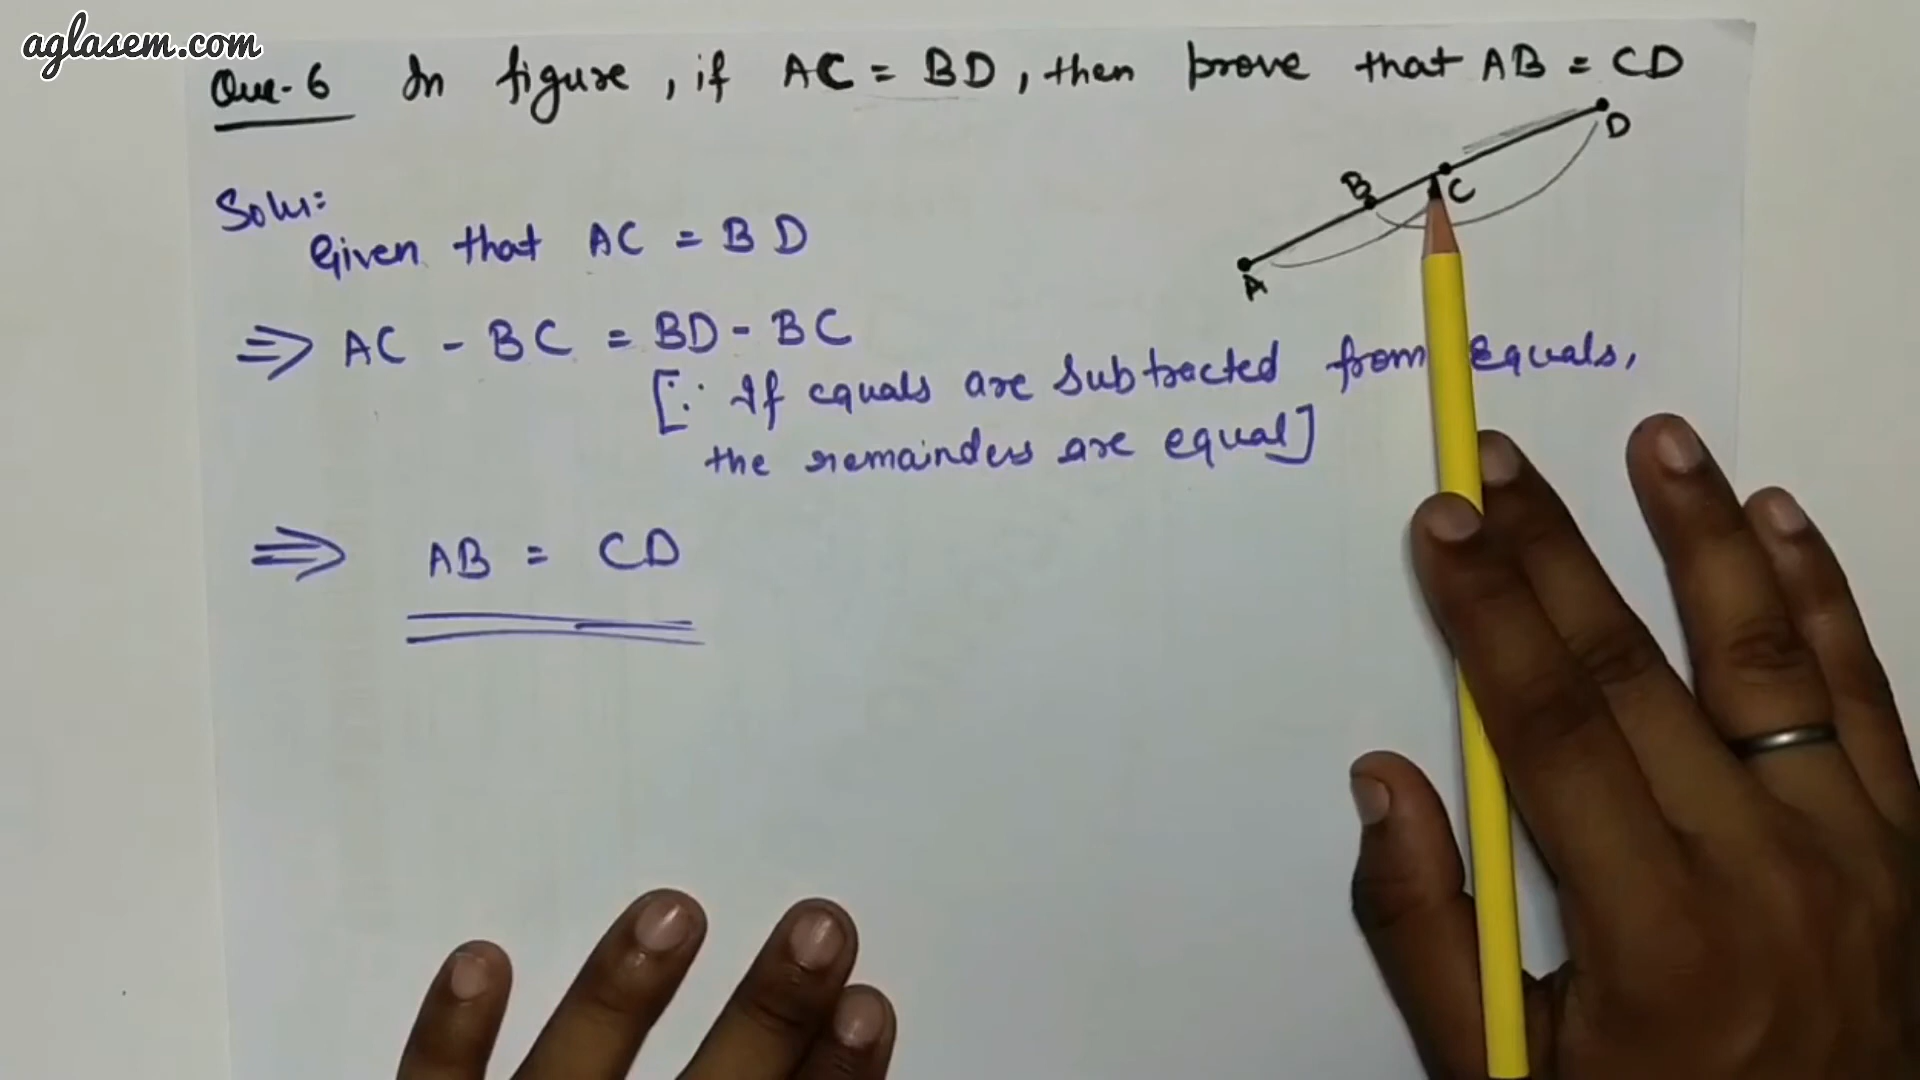 aglasem.com
Que-6 In figure, if AC = BD, then prove that AB = CD
D
B
C
A
Soln:
Given that AC = BD
⇒ AC - BC = BD - BC
[∵ If equals are subtracted from equals,
the remainders are equal]
⇒ AB = CD